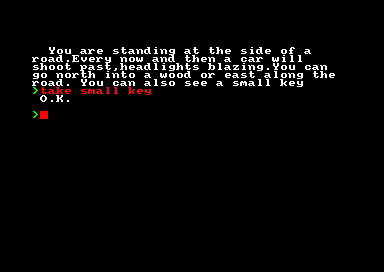 You are standing at the side of a
road.Every now and then a car will
shoot past,headlights blazing.You can
go north into a wood or east along the
road. You can also see a small key
>take small key
O.K.
>